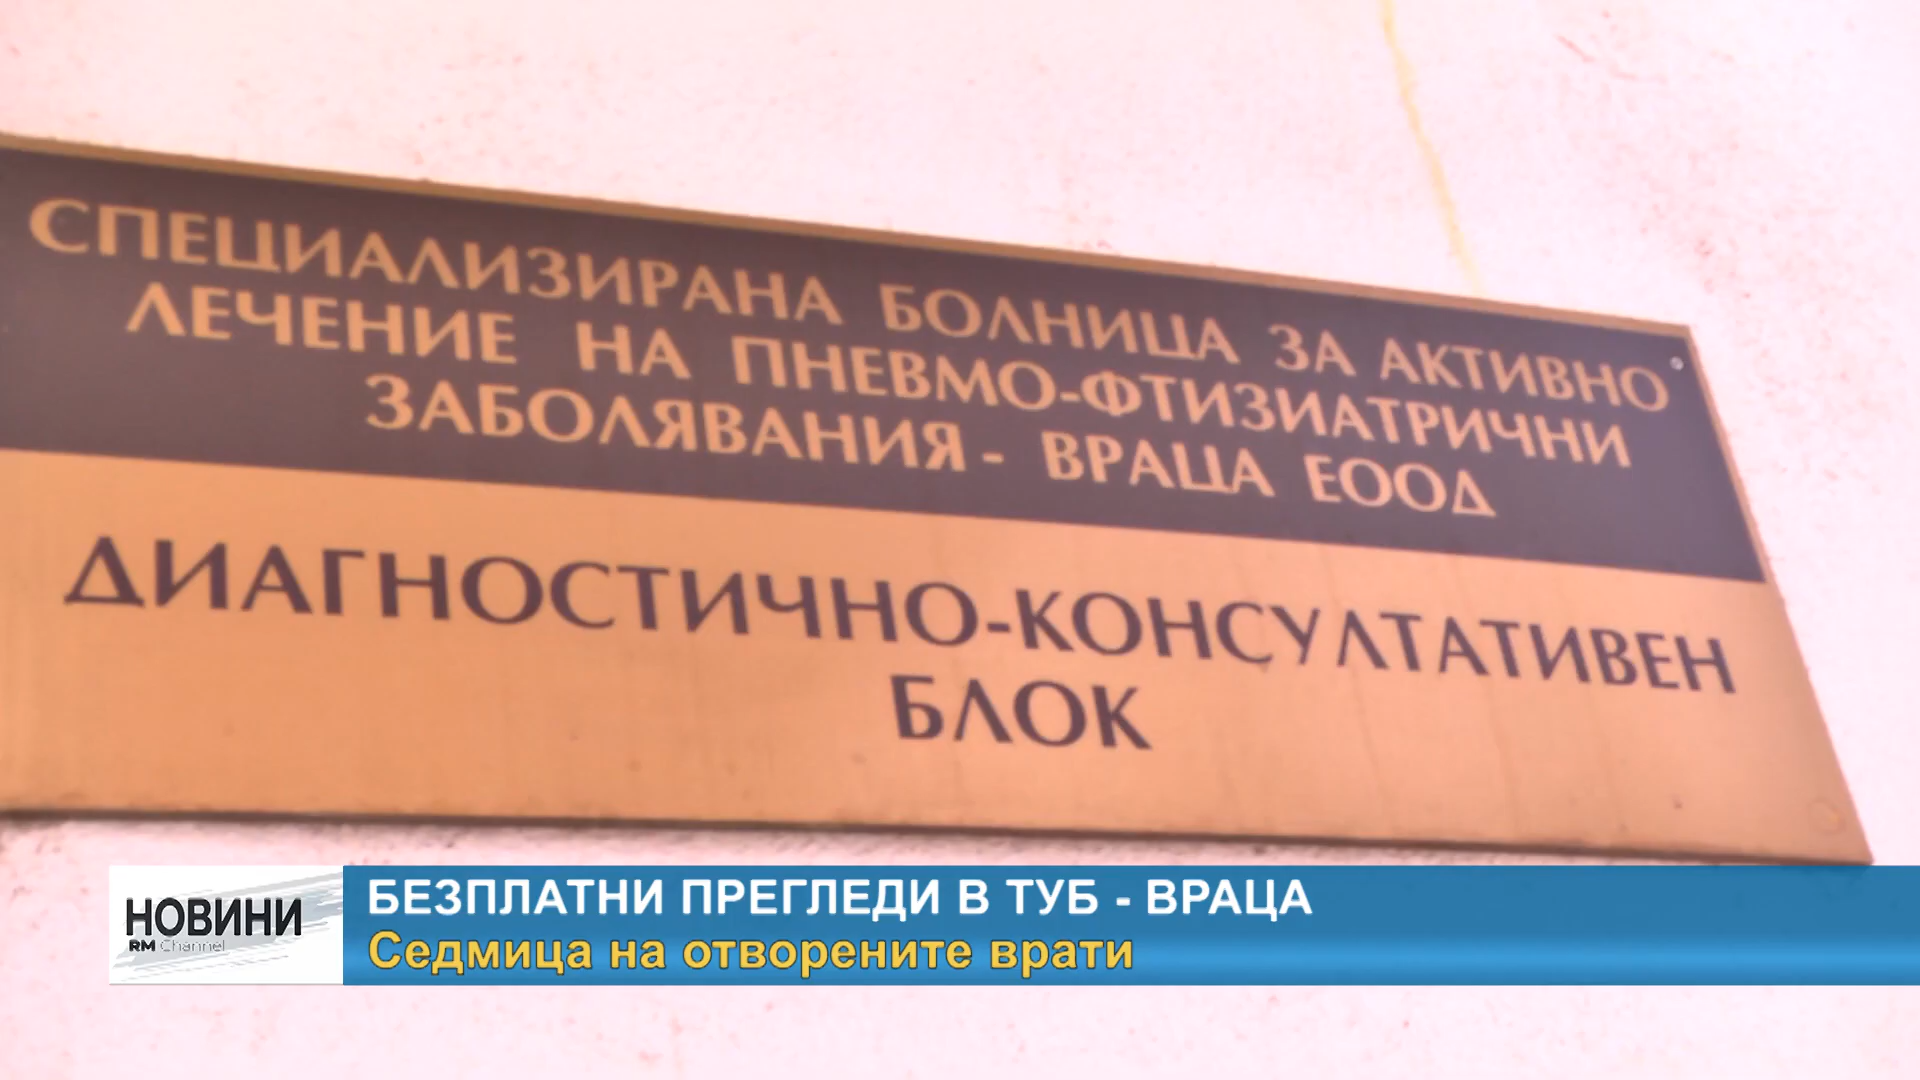 СПЕЦИАЛИЗИРАНА БОЛНИЦА ЗА АКТИВНО
ЛЕЧЕНИЕ НА ПНЕВМО-ФТИЗИАТРИЧНИ
ЗАБОЛЯВАНИЯ - ВРАЦА ЕООД
ДИАГНОСТИЧНО-КОНСУЛТАТИВЕН
БЛОК
НОВИНИ
RM Channel
БЕЗПЛАТНИ ПРЕГЛЕДИ В ТУБ - ВРАЦА
Седмица на отворените врати